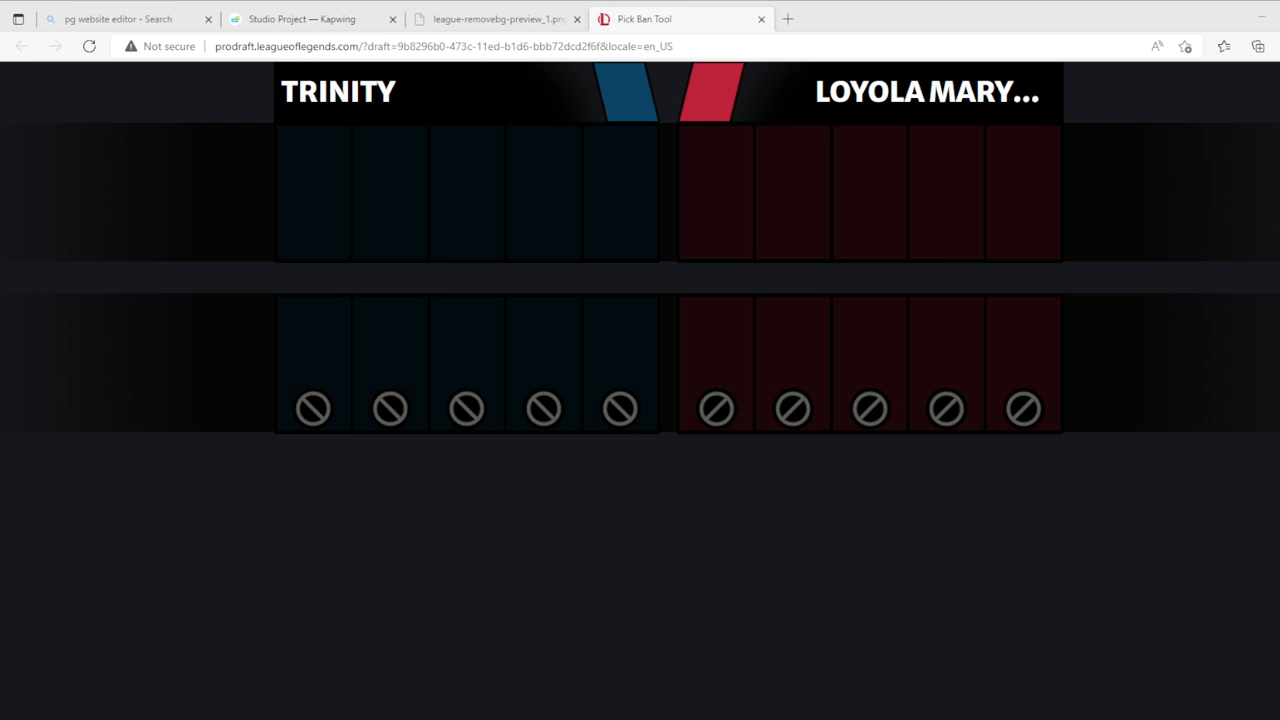 pg website editor - Search
Studio Project — Kapwing
league-removebg-preview_1.pn
Pick Ban Tool
Not secure
prodraft.leagueoflegends.com/?draft=9b8296b0-473c-11ed-b1d6-bbb72dcd2f6f&locale=en_US
TRINITY
LOYOLA MARY...